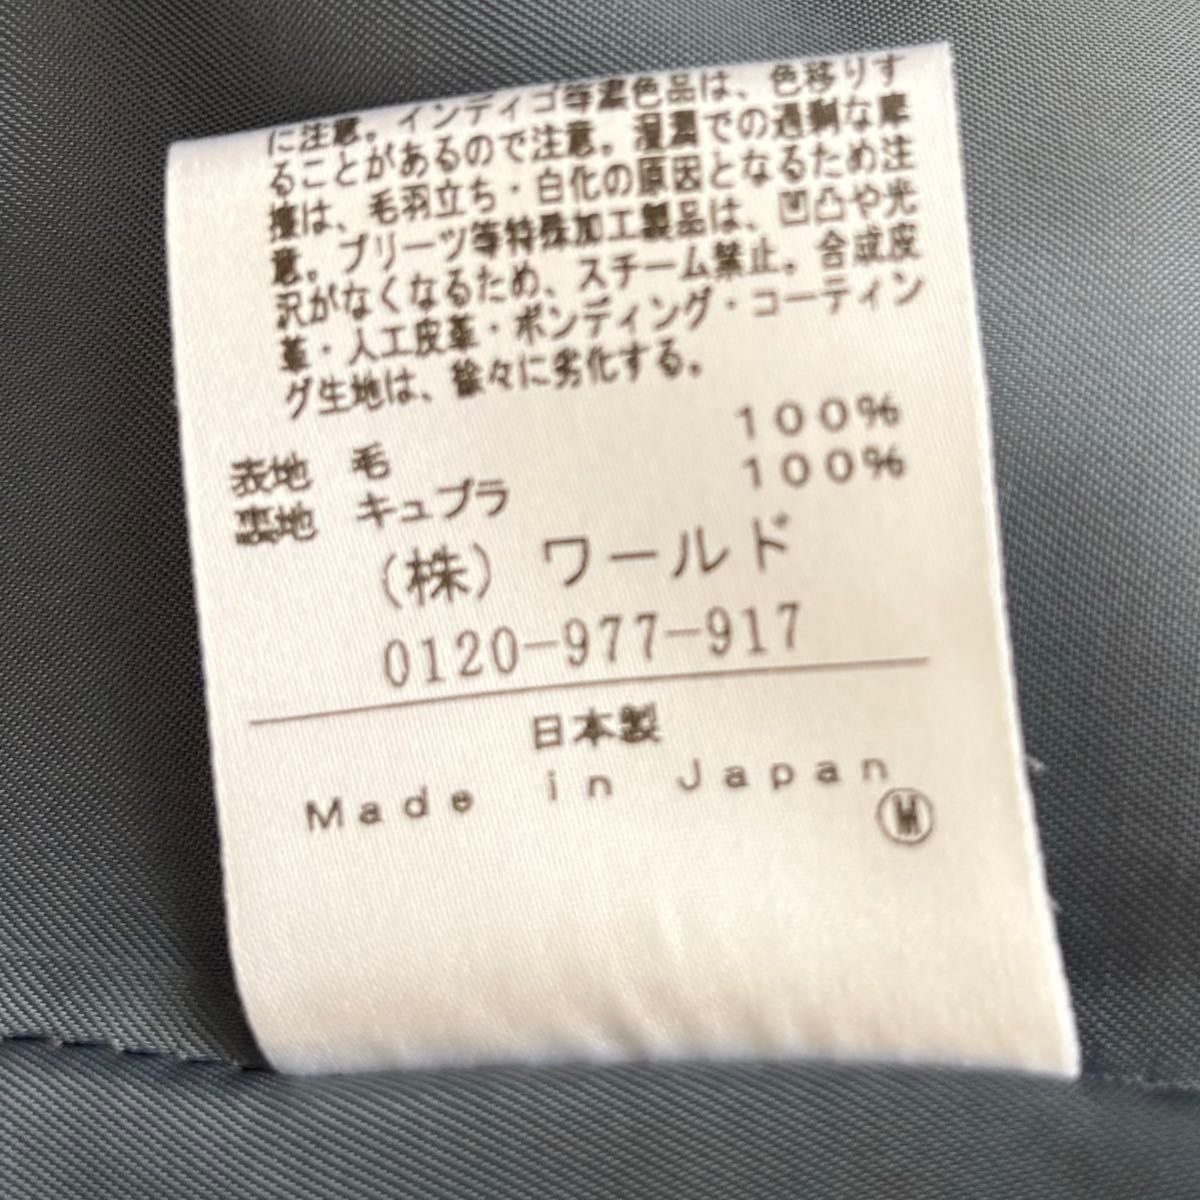 に注意。インディゴ等濃色品は、色移りす
ることがあるので注意。湿潤での過剰な摩
擦は、毛羽立ち・白化の原因となるため注
意。プリーツ等特殊加工製品は、凹凸や光
沢がなくなるため、スチーム禁止。合成皮
革・人工皮革・ボンディング・コーティン
グ生地は、徐々に劣化する。
表地 毛 100%
裏地 キュプラ 100%
(株) ワールド
0120-977-917
日本製
Made in Japan
Ⓜ